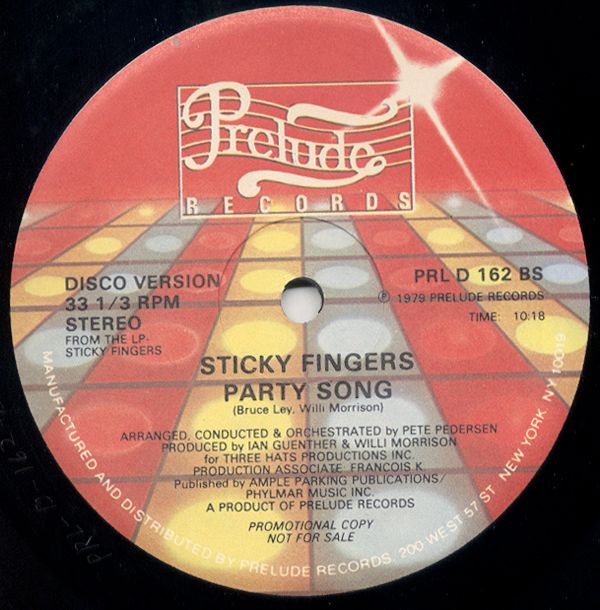 Prelude
RECORDS
DISCO VERSION
33 1/3 RPM
STEREO
FROM THE LP-
STICKY FINGERS
PRL D 162 BS
℗ 1979 PRELUDE RECORDS
TIME: 10:18
STICKY FINGERS
PARTY SONG
(Bruce Ley, Willi Morrison)
ARRANGED, CONDUCTED & ORCHESTRATED by PETE PEDERSEN
PRODUCED by IAN GUENTHER & WILLI MORRISON
for THREE HATS PRODUCTIONS INC.
PRODUCTION ASSOCIATE FRANCOIS K.
Published by AMPLE PARKING PUBLICATIONS/
PHYLMAR MUSIC INC.
A PRODUCT OF PRELUDE RECORDS
PROMOTIONAL COPY
NOT FOR SALE
MANUFACTURED AND DISTRIBUTED BY PRELUDE RECORDS, 200 WEST 57 ST. NEW YORK, NY 10019